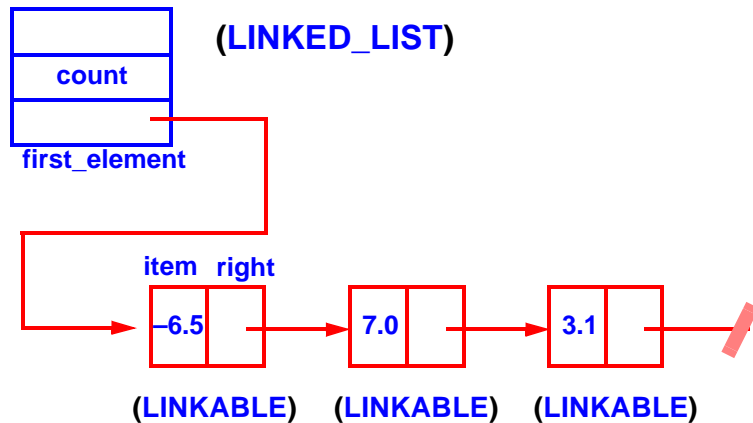 (LINKED_LIST)
count
first_element
item right
–6.5 7.0 3.1
(LINKABLE) (LINKABLE) (LINKABLE)